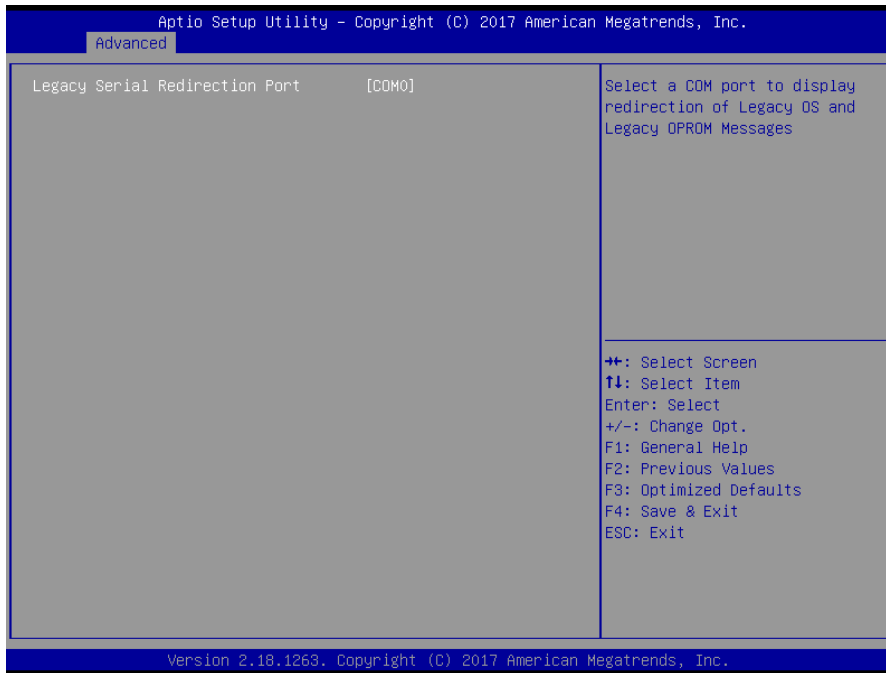 Aptio Setup Utility – Copyright (C) 2017 American Megatrends, Inc.
Advanced
Legacy Serial Redirection Port [COM0]
Select a COM port to display
redirection of Legacy OS and
Legacy OPROM Messages
→←: Select Screen
↑↓: Select Item
Enter: Select
+/-: Change Opt.
F1: General Help
F2: Previous Values
F3: Optimized Defaults
F4: Save & Exit
ESC: Exit
Version 2.18.1263. Copyright (C) 2017 American Megatrends, Inc.